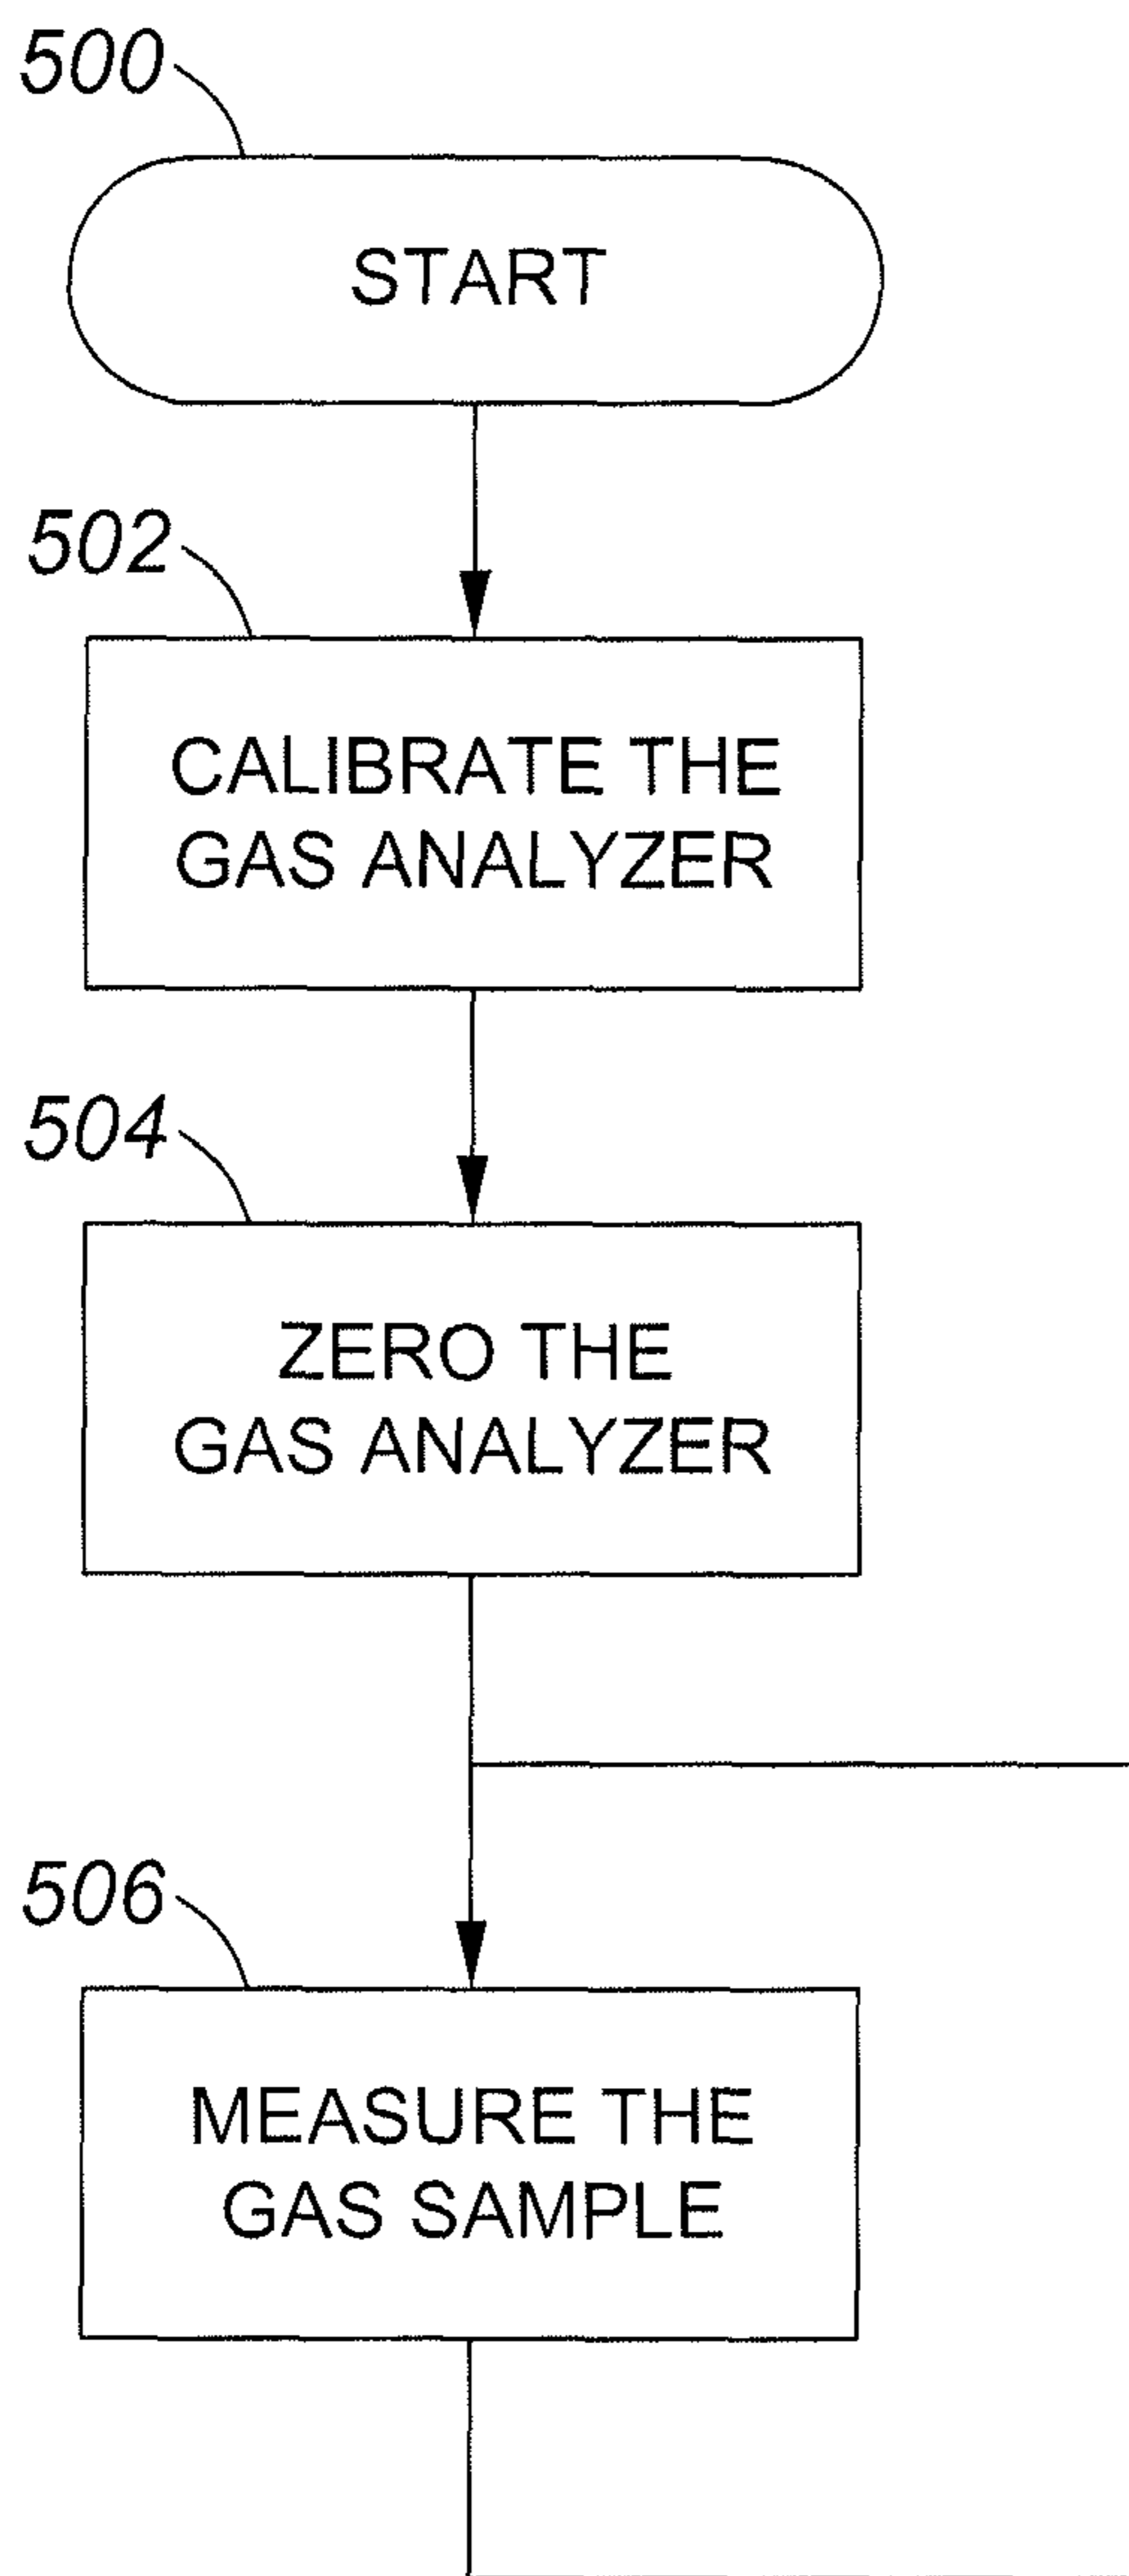 500
START
502
CALIBRATE THE
GAS ANALYZER
504
ZERO THE
GAS ANALYZER
506
MEASURE THE
GAS SAMPLE